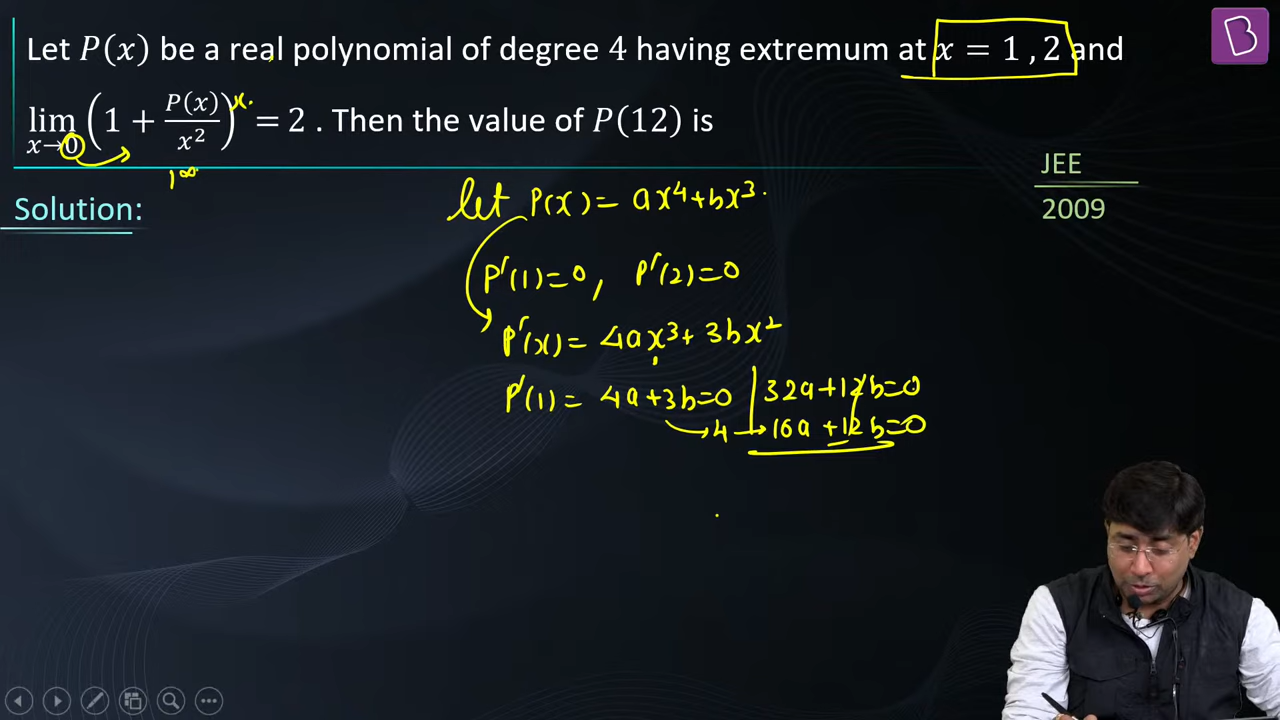 Let P(x) be a real polynomial of degree 4 having extremum at x = 1 , 2 and
lim x→0 (1 + P(x)/x²)^x. = 2 . Then the value of P(12) is
1^∞
JEE
2009
Solution:
let P(x) = ax⁴+bx³.
P'(1)=0, P'(2)=0
P'(x) = 4ax³+3bx²
P'(1) = 4a+3b=0
32a+12b=0
→4→16a+12b=0
B